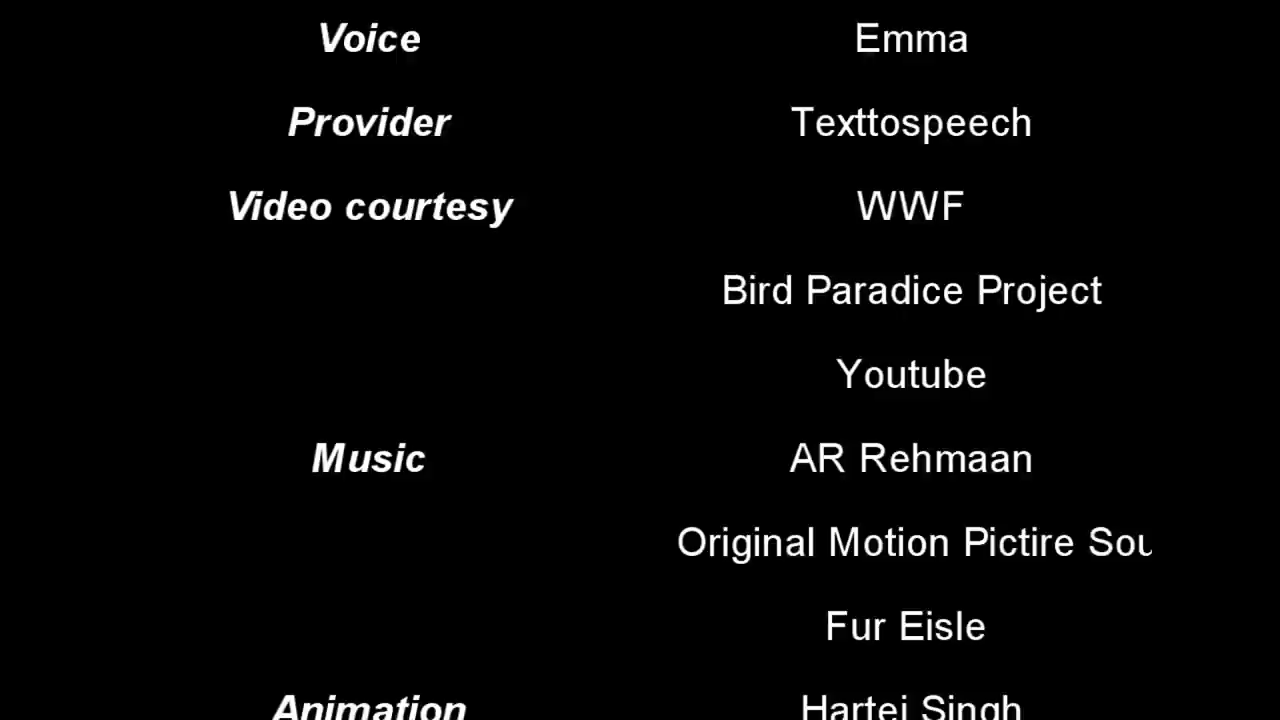 Voice Emma
Provider Texttospeech
Video courtesy WWF
Bird Paradice Project
Youtube
Music AR Rehmaan
Original Motion Pictire Sou
Fur Eisle
Animation Hartej Singh